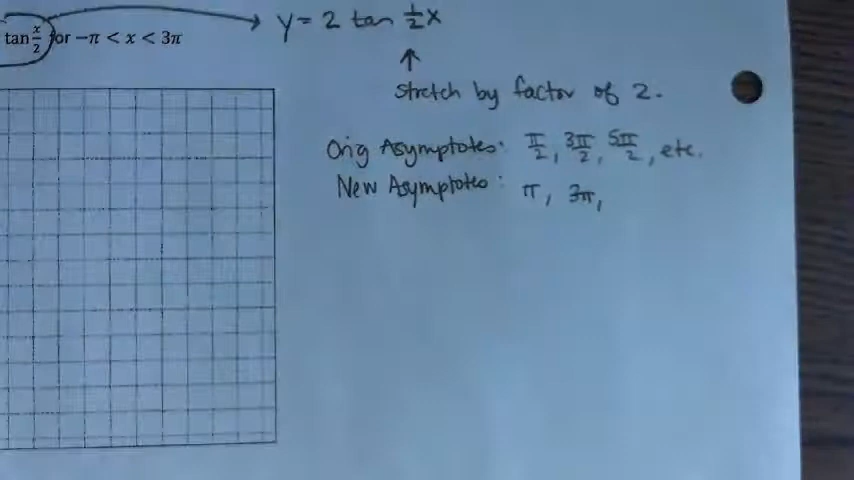 y = 2 tan 1/2 x
tan x/2 for −π < x < 3π
stretch by factor of 2.
Orig Asymptotes: π/2, 3π/2, 5π/2, etc.
New Asymptotes: π, 3π,